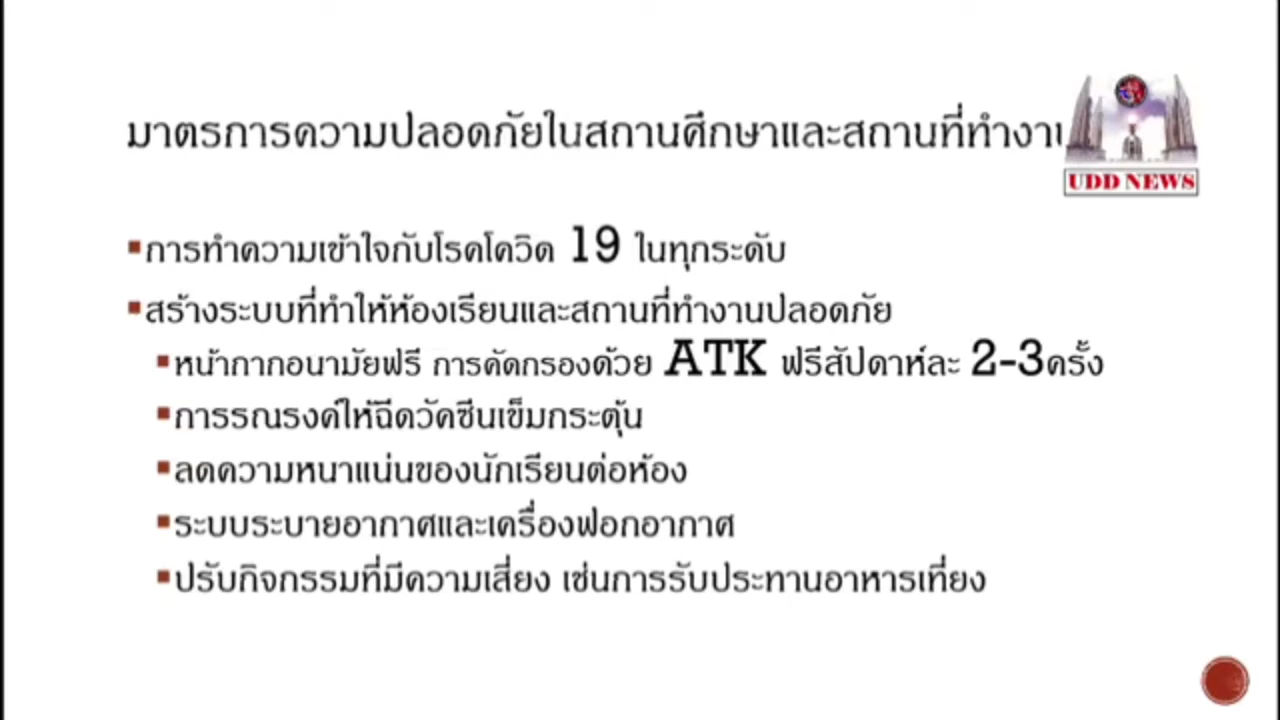 มาตรการความปลอดภัยในสถานศึกษาและสถานที่ทำงา
UDD NEWS
▪การทำความเข้าใจกับโรคโควิด 19 ในทุกระดับ
▪สร้างระบบที่ทำให้ห้องเรียนและสถานที่ทำงานปลอดภัย
▪หน้ากากอนามัยฟรี การคัดกรองด้วย ATK ฟรีสัปดาห์ละ 2-3ครั้ง
▪การรณรงค์ให้ฉีดวัคซีนเข็มกระตุ้น
▪ลดความหนาแน่นของนักเรียนต่อห้อง
▪ระบบระบายอากาศและเครื่องฟอกอากาศ
▪ปรับกิจกรรมที่มีความเสี่ยง เช่นการรับประทานอาหารเที่ยง